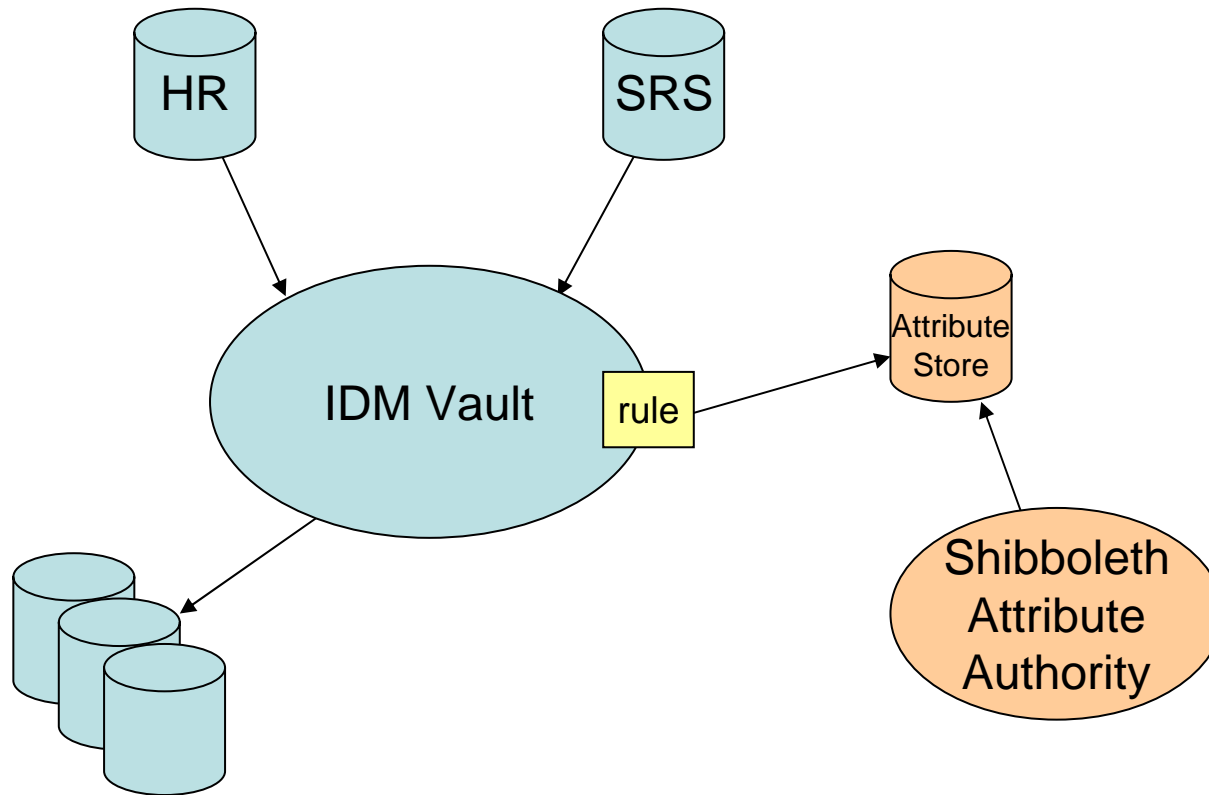 HR
SRS
IDM Vault
rule
Attribute
Store
Shibboleth
Attribute
Authority